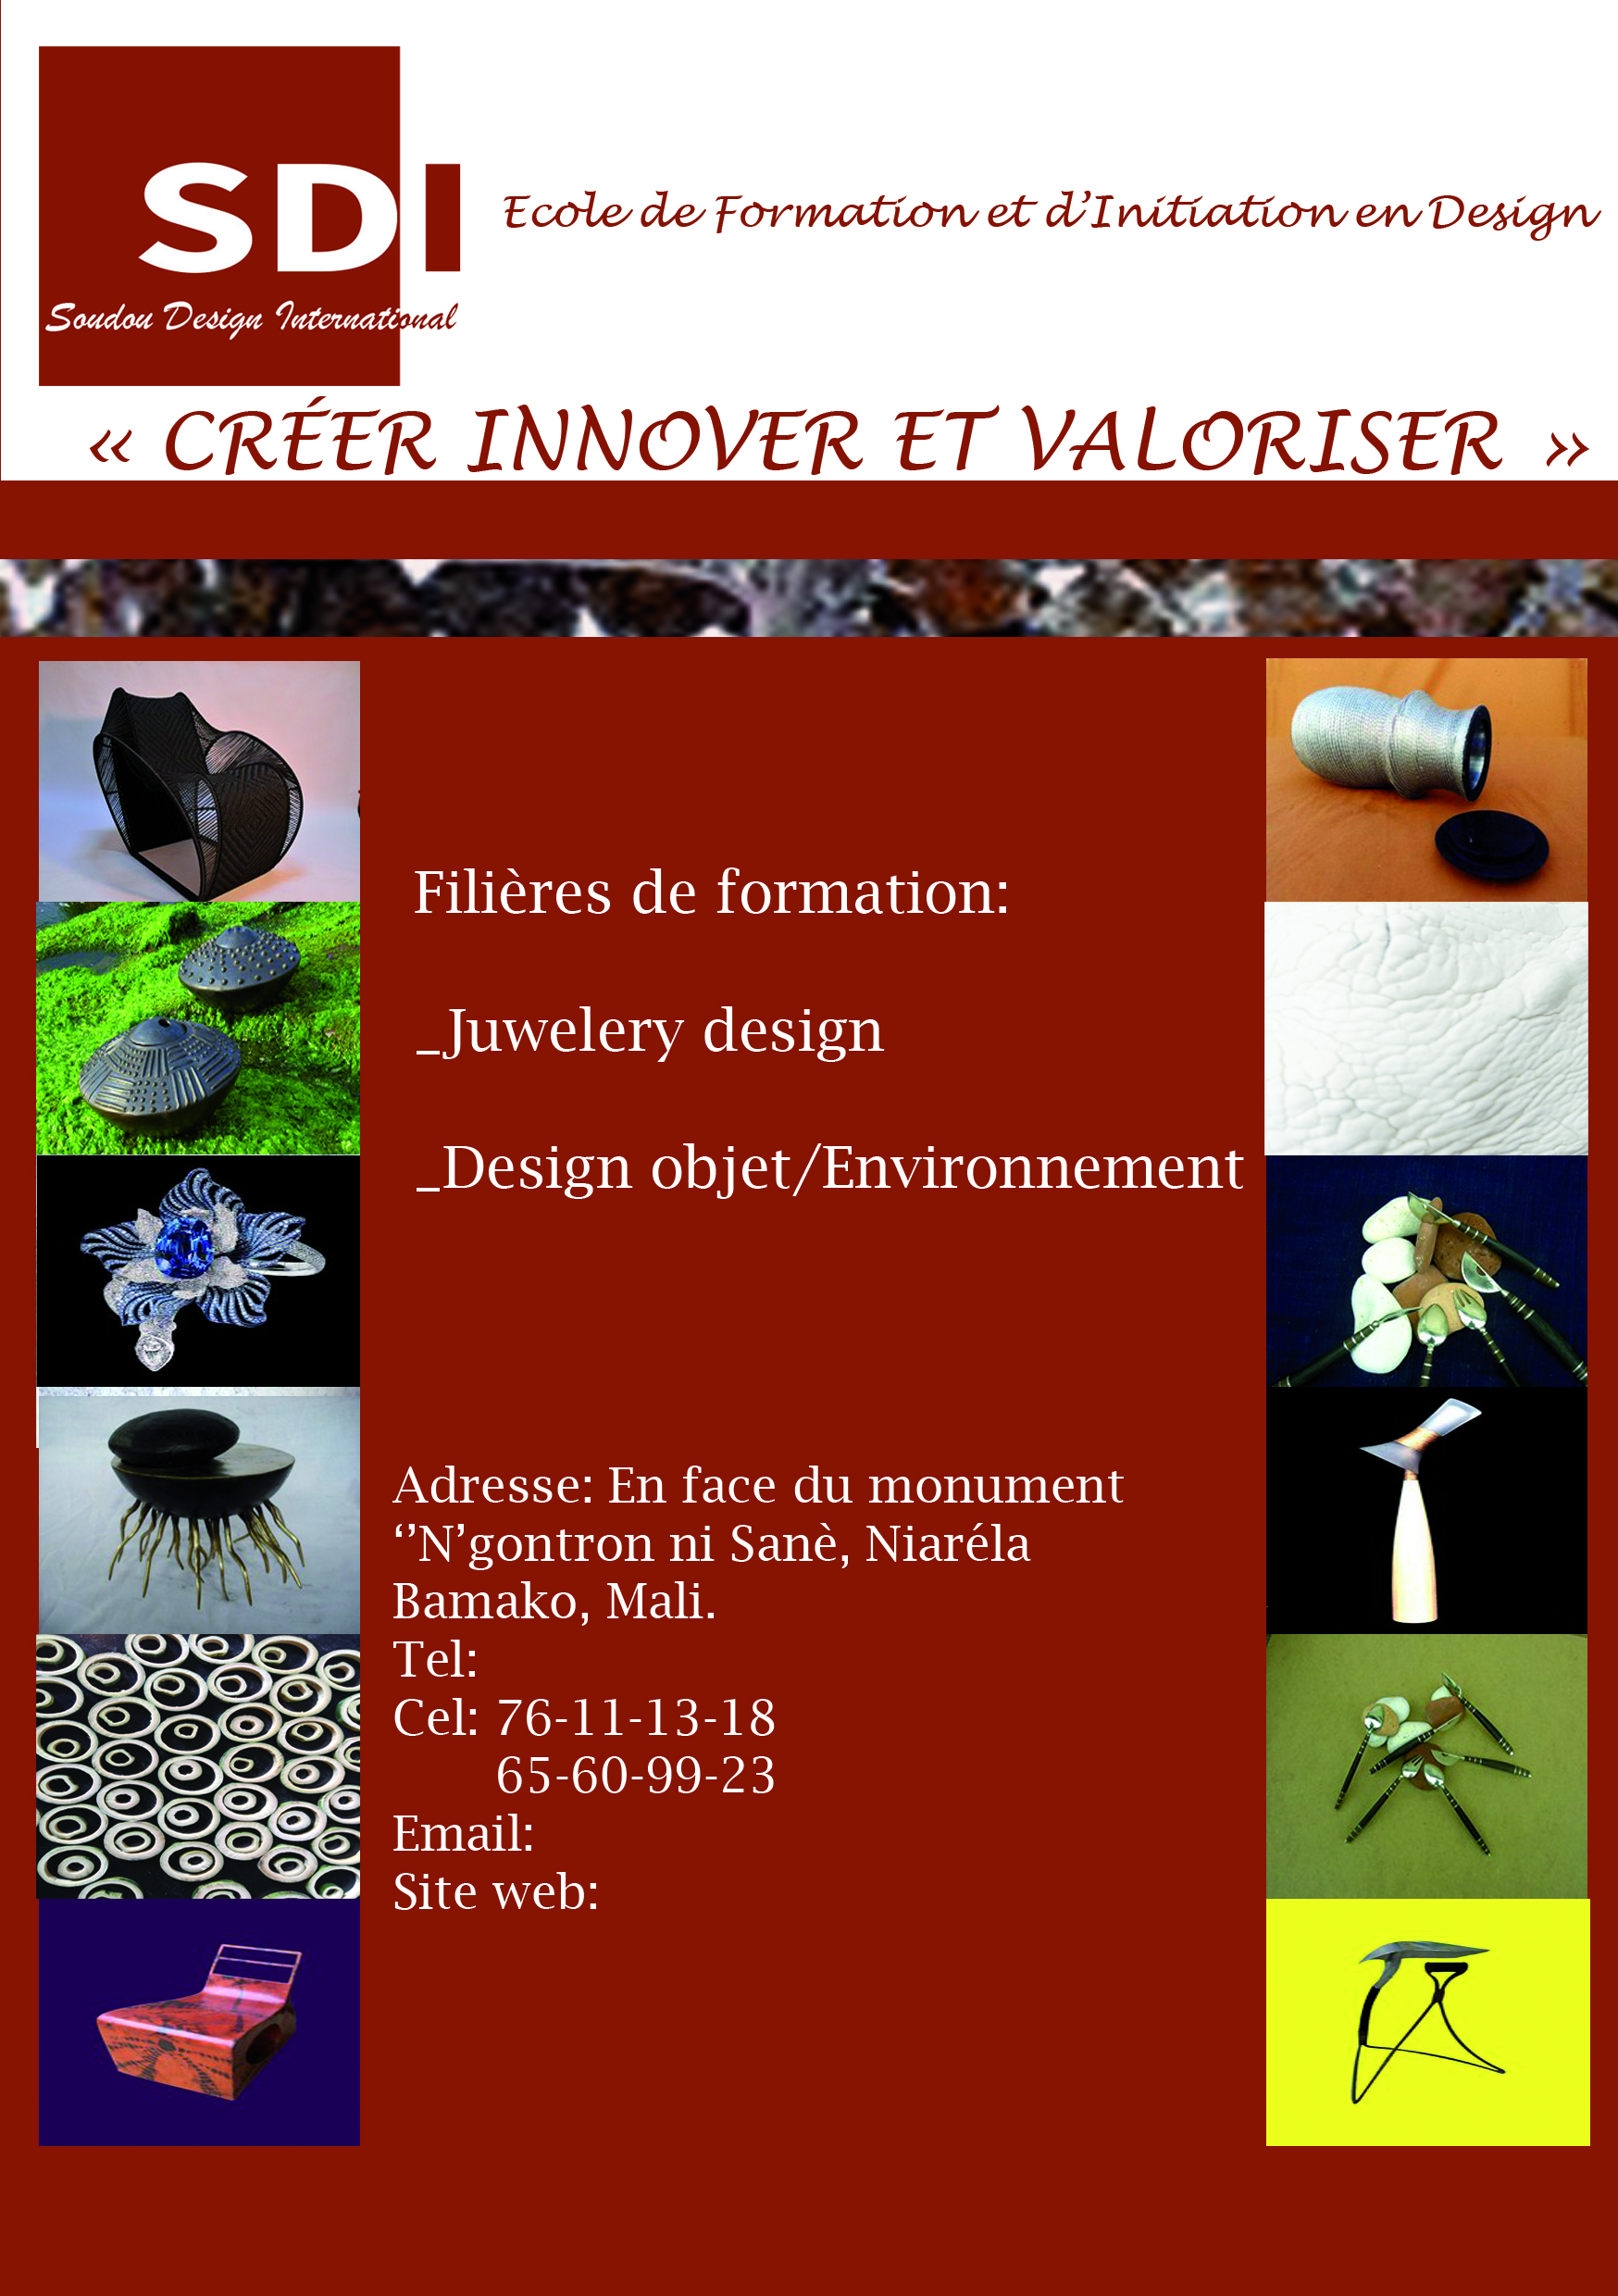 SDI
Soudou Design International
Ecole de Formation et d’Initiation en Design
« CRÉER INNOVER ET VALORISER »
Filières de formation:
_Juwelery design
_Design objet/Environnement
Adresse: En face du monument
‘’N’gontron ni Sanè, Niaréla
Bamako, Mali.
Tel:
Cel: 76-11-13-18
65-60-99-23
Email:
Site web: